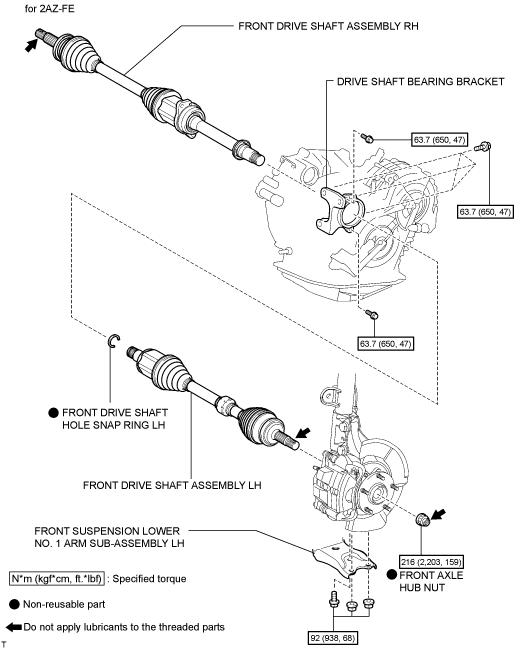 for 2AZ-FE
FRONT DRIVE SHAFT ASSEMBLY RH
DRIVE SHAFT BEARING BRACKET
63.7 (650, 47)
63.7 (650, 47)
63.7 (650, 47)
FRONT DRIVE SHAFT
HOLE SNAP RING LH
FRONT DRIVE SHAFT ASSEMBLY LH
FRONT SUSPENSION LOWER
NO. 1 ARM SUB-ASSEMBLY LH
216 (2,203, 159)
FRONT AXLE
HUB NUT
N*m (kgf*cm, ft.*lbf) : Specified torque
Non-reusable part
Do not apply lubricants to the threaded parts
92 (938, 68)
T